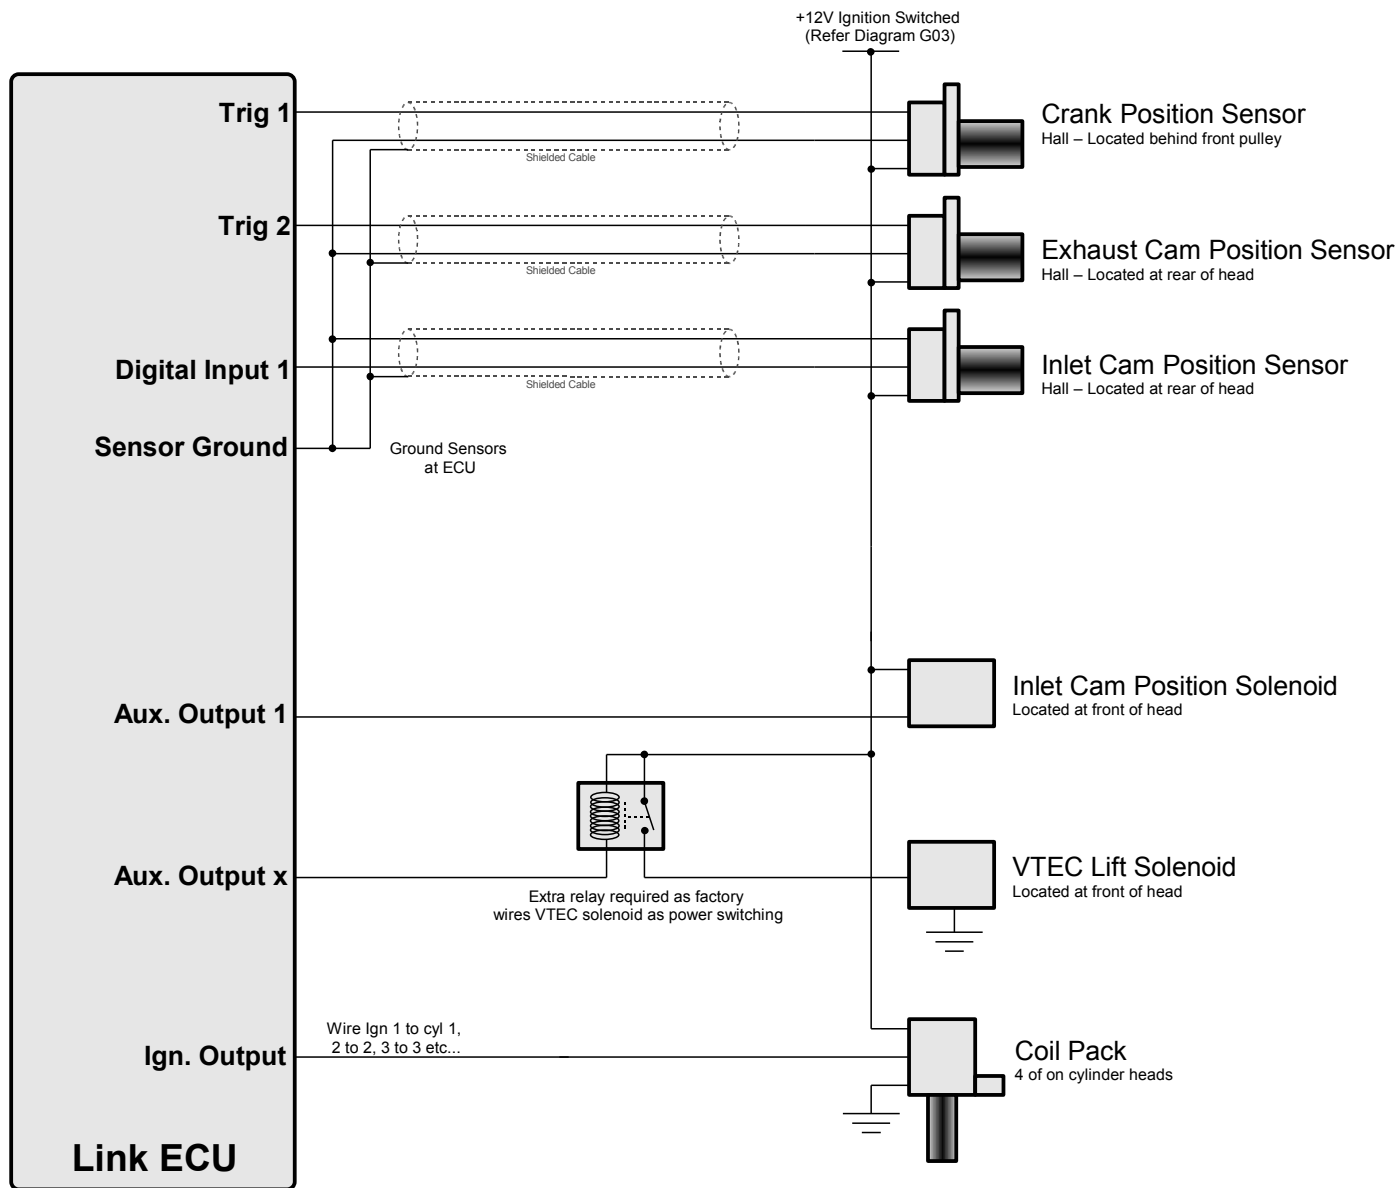 +12V Ignition Switched
(Refer Diagram G03)
Trig 1
Shielded Cable
Crank Position Sensor
Hall – Located behind front pulley
Trig 2
Shielded Cable
Exhaust Cam Position Sensor
Hall – Located at rear of head
Digital Input 1
Shielded Cable
Inlet Cam Position Sensor
Hall – Located at rear of head
Sensor Ground
Ground Sensors
at ECU
Aux. Output 1
Inlet Cam Position Solenoid
Located at front of head
Aux. Output x
Extra relay required as factory
wires VTEC solenoid as power switching
VTEC Lift Solenoid
Located at front of head
Ign. Output
Wire Ign 1 to cyl 1,
2 to 2, 3 to 3 etc...
Coil Pack
4 of on cylinder heads
Link ECU